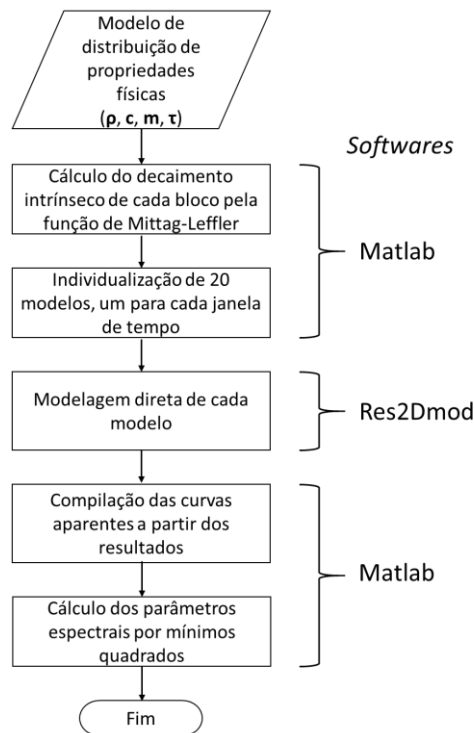 Modelo de
distribuição de
propriedades
físicas
(ρ, c, m, τ)
Softwares
Cálculo do decaimento
intrínseco de cada bloco pela
função de Mittag-Leffler
Matlab
Individualização de 20
modelos, um para cada janela
de tempo
Modelagem direta de cada
modelo
Res2Dmod
Compilação das curvas
aparentes a partir dos
resultados
Matlab
Cálculo dos parâmetros
espectrais por mínimos
quadrados
Fim